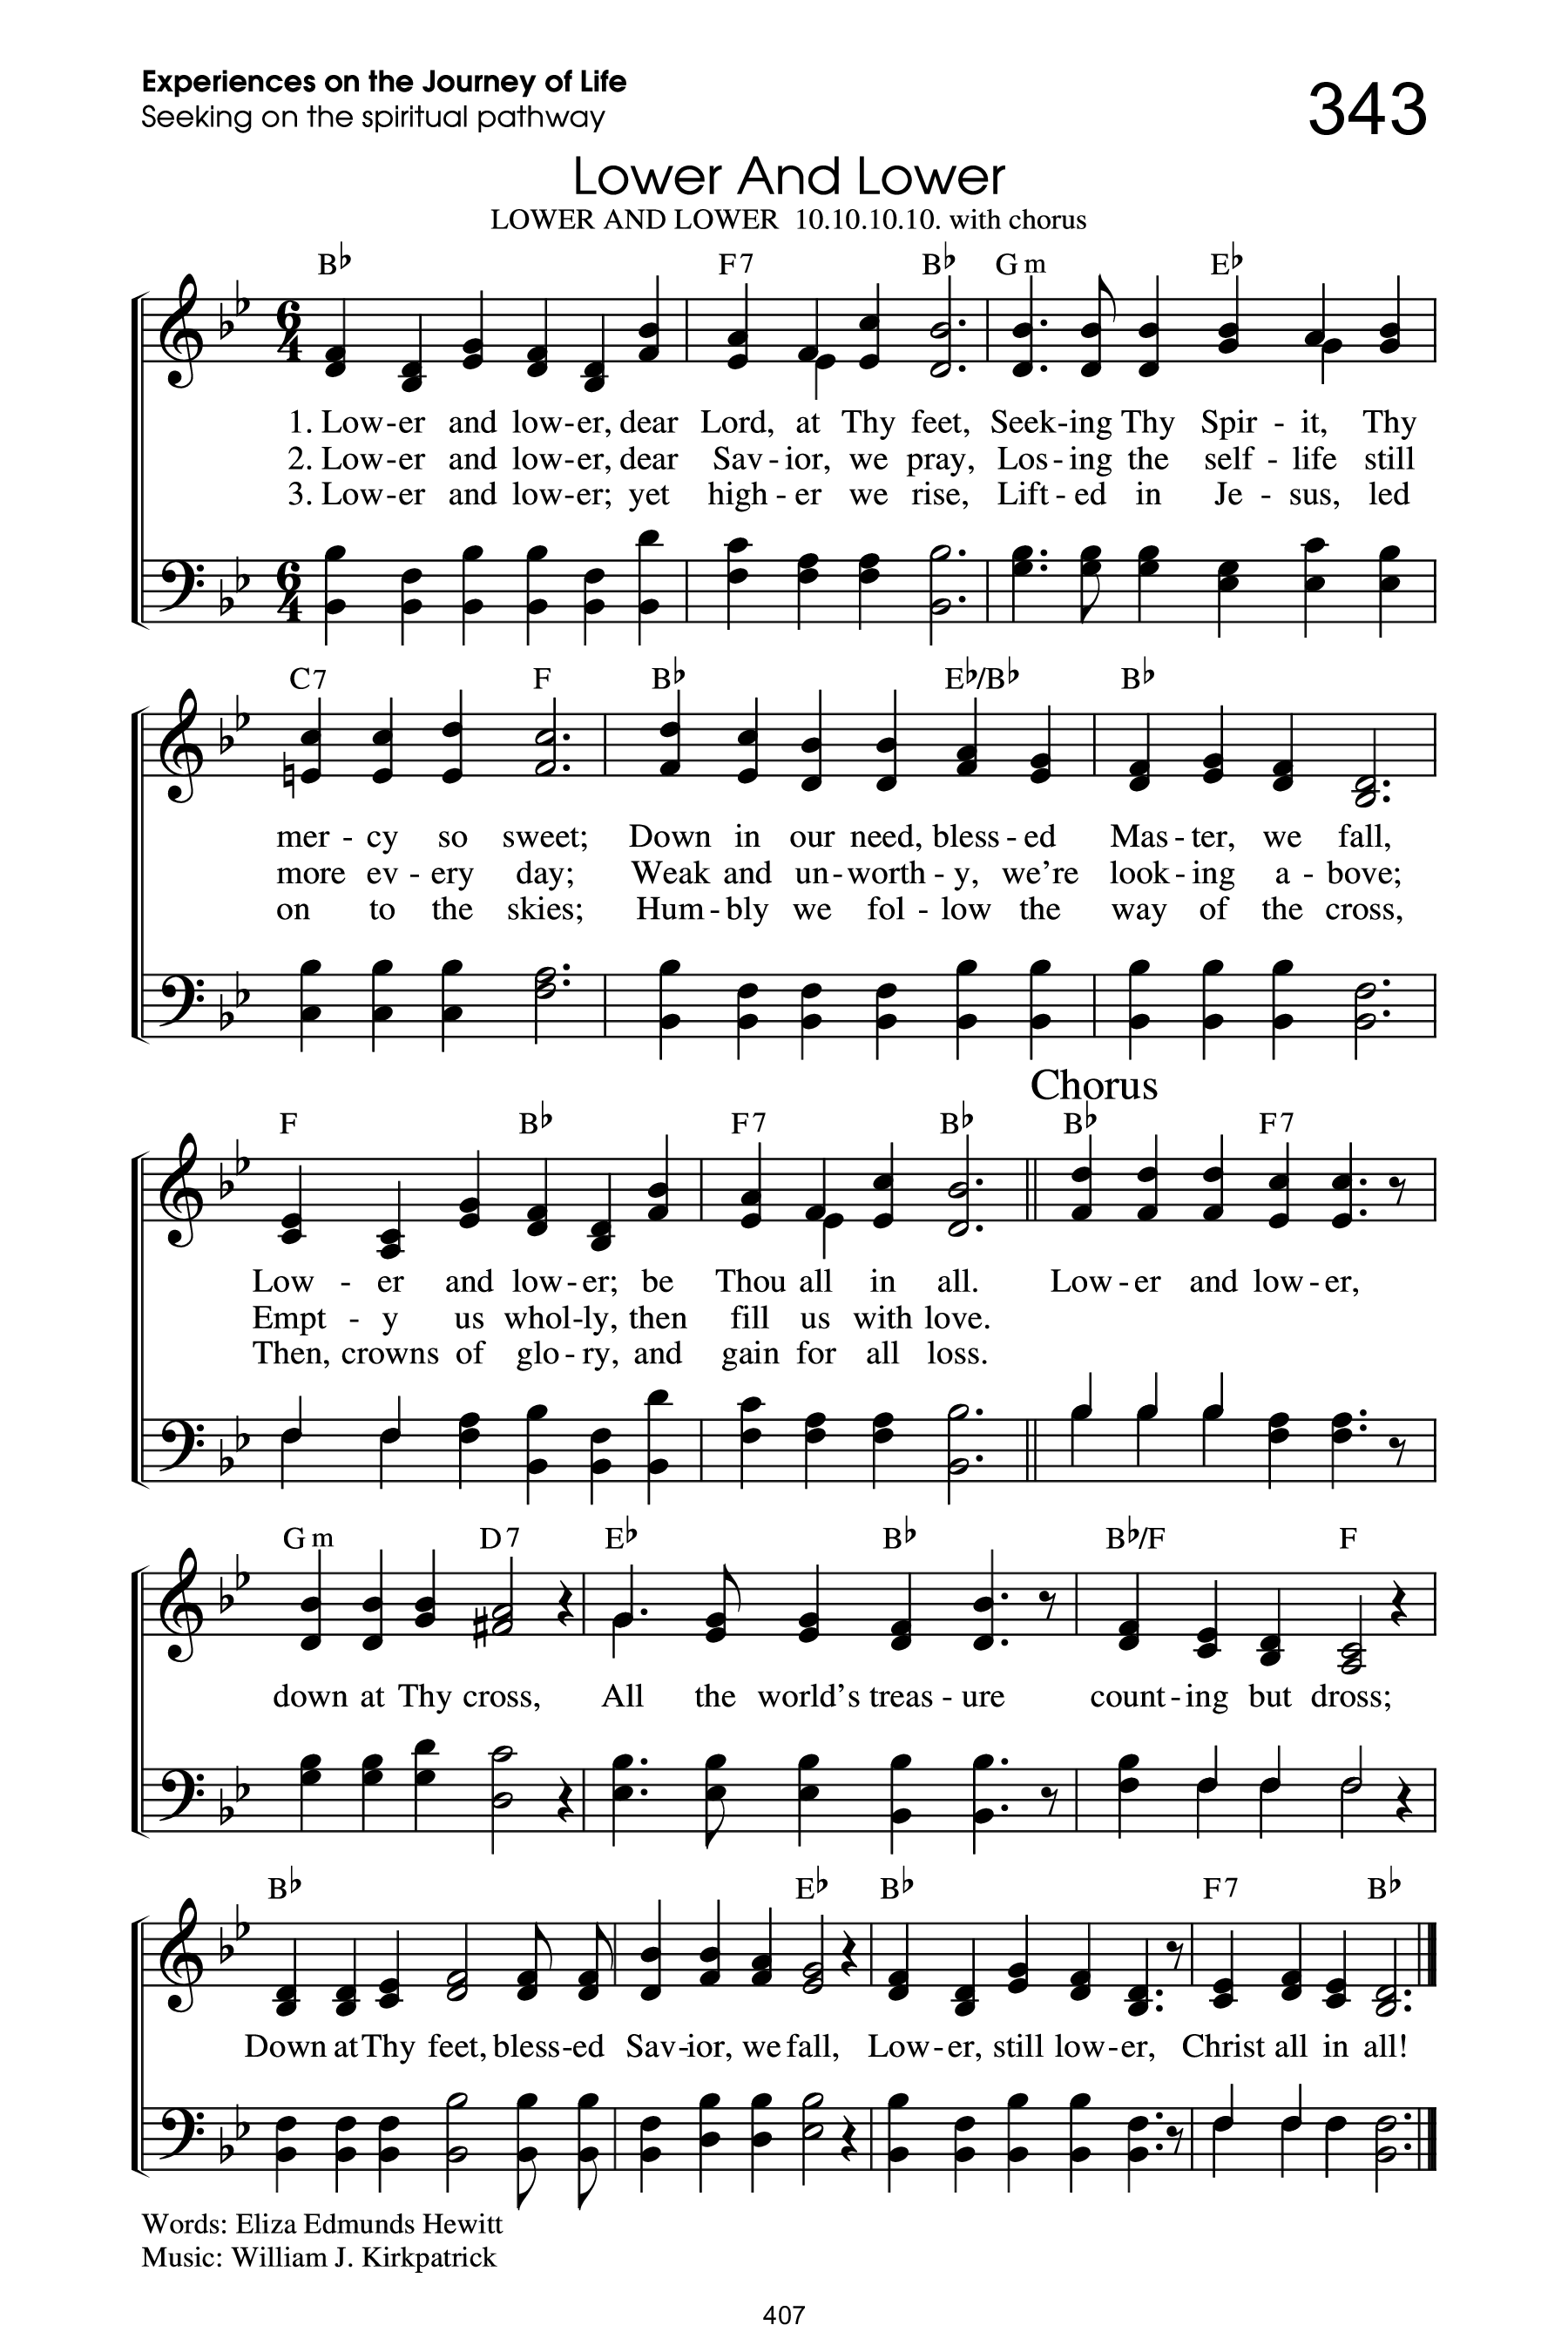 Experiences on the Journey of Life
Seeking on the spiritual pathway
343
Lower And Lower
LOWER AND LOWER 10.10.10.10. with chorus
B♭ F7 B♭ Gm E♭
6/4
1. Low-er and low-er, dear Lord, at Thy feet, Seek-ing Thy Spir - it, Thy
2. Low-er and low-er, dear Sav-ior, we pray, Los-ing the self - life still
3. Low-er and low-er; yet high-er we rise, Lift-ed in Je - sus, led
6/4
C7 F B♭ E♭/B♭ B♭
mer - cy so sweet; Down in our need, bless-ed Mas-ter, we fall,
more ev - ery day; Weak and un-worth-y, we're look-ing a - bove;
on to the skies; Hum-bly we fol - low the way of the cross,
Chorus
F B♭ F7 B♭ B♭ F7
Low - er and low-er; be Thou all in all. Low-er and low-er,
Empt - y us whol-ly, then fill us with love.
Then, crowns of glo-ry, and gain for all loss.
Gm D7 E♭ B♭ B♭/F F
down at Thy cross, All the world's treas - ure count-ing but dross;
B♭ E♭ B♭ F7 B♭
Down at Thy feet, bless-ed Sav-ior, we fall, Low-er, still low-er, Christ all in all!
Words: Eliza Edmunds Hewitt
Music: William J. Kirkpatrick
407